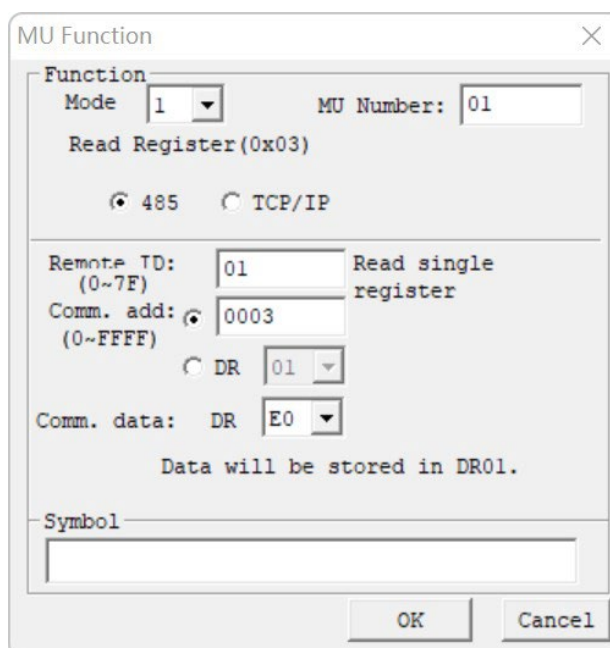 MU Function
Function
Mode 1 MU Number: 01
Read Register(0x03)
485 TCP/IP
Remote ID: 01 Read single
(0~7F) register
Comm. add: 0003
(0~FFFF)
DR 01
Comm. data: DR E0
Data will be stored in DR01.
Symbol
OK Cancel